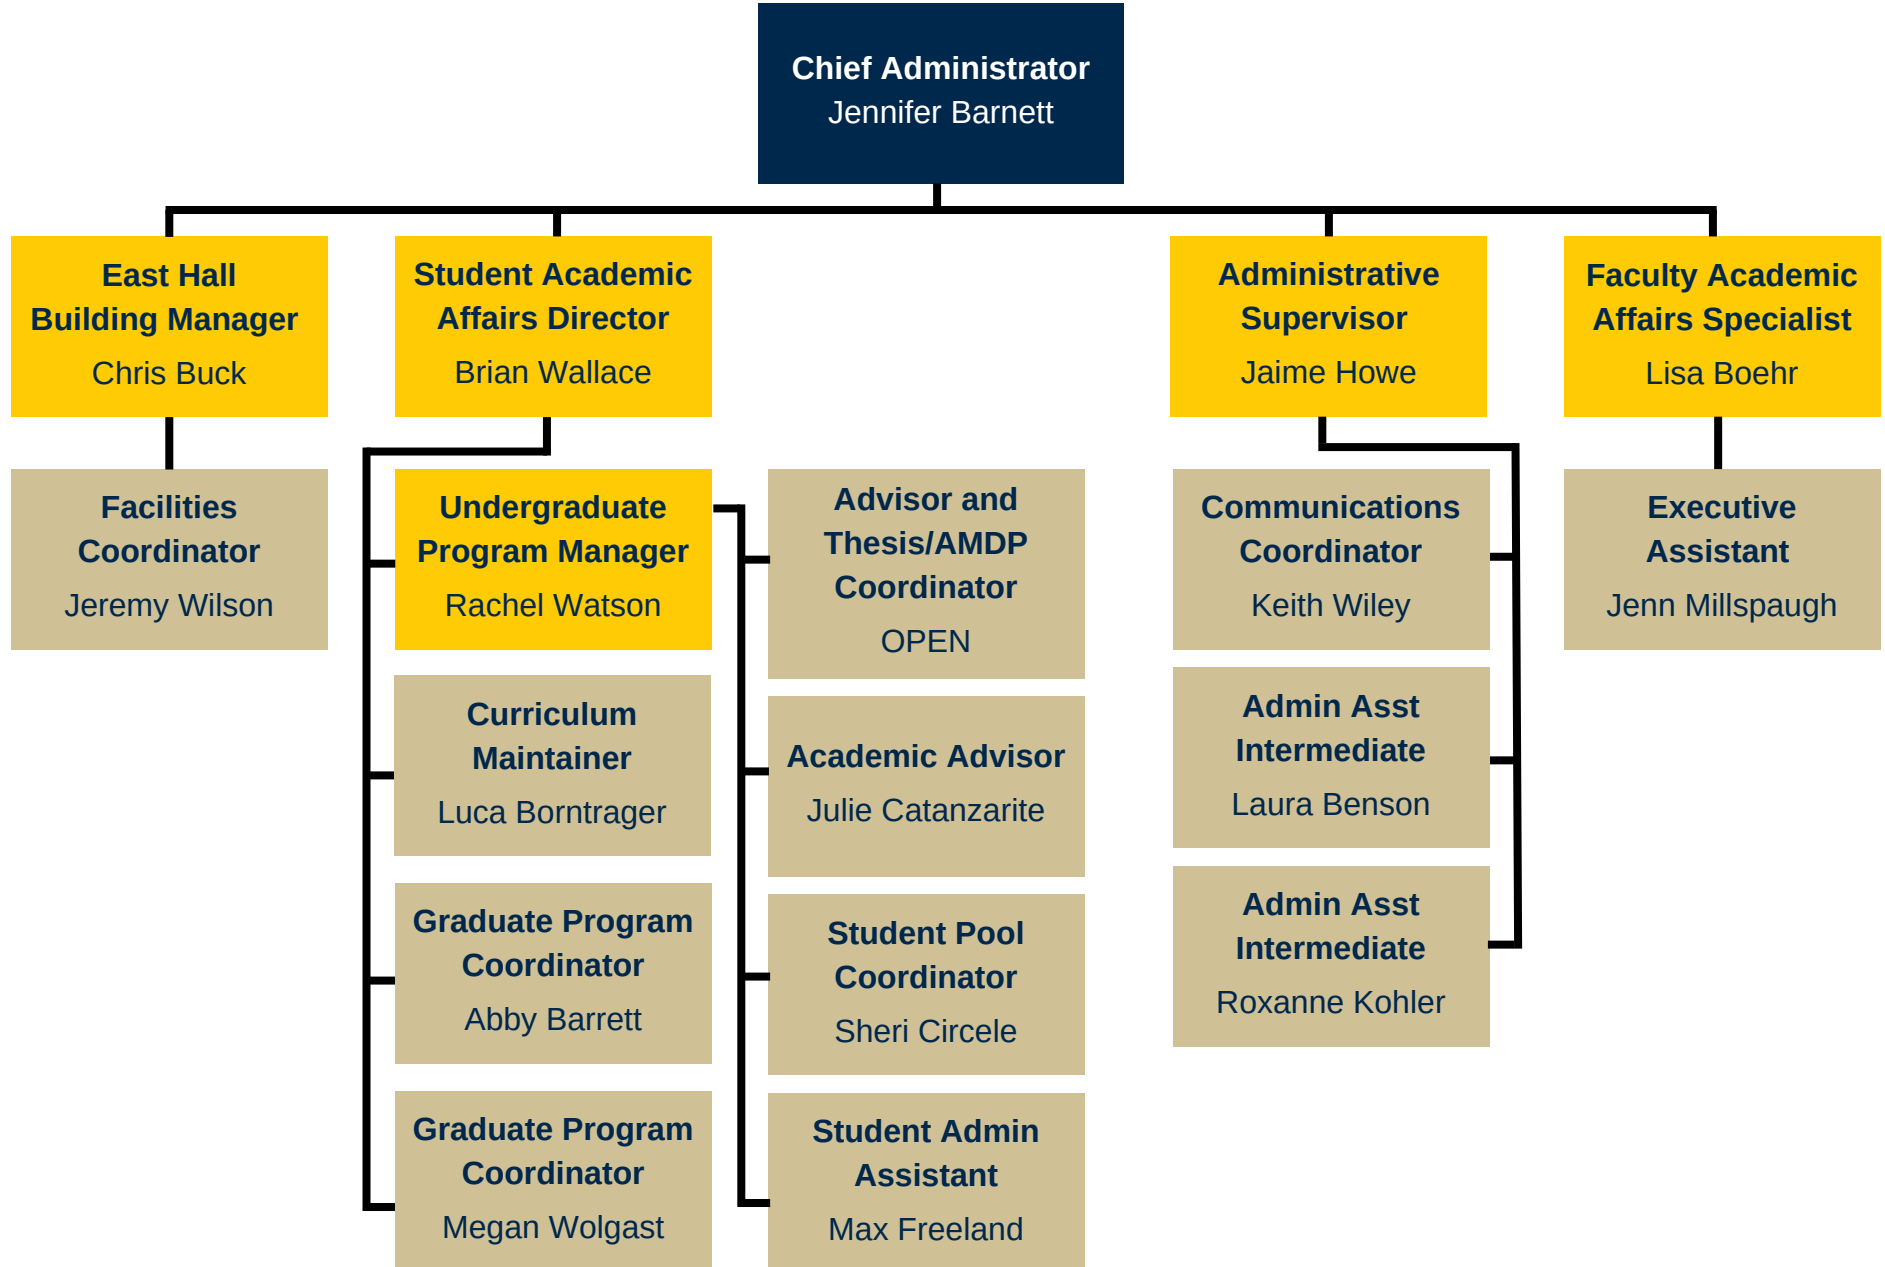 Chief Administrator
Jennifer Barnett
East Hall
Building Manager
Chris Buck
Student Academic
Affairs Director
Brian Wallace
Administrative
Supervisor
Jaime Howe
Faculty Academic
Affairs Specialist
Lisa Boehr
Facilities
Coordinator
Jeremy Wilson
Undergraduate
Program Manager
Rachel Watson
Curriculum
Maintainer
Luca Borntrager
Graduate Program
Coordinator
Abby Barrett
Graduate Program
Coordinator
Megan Wolgast
Advisor and
Thesis/AMDP
Coordinator
OPEN
Academic Advisor
Julie Catanzarite
Student Pool
Coordinator
Sheri Circele
Student Admin
Assistant
Max Freeland
Communications
Coordinator
Keith Wiley
Admin Asst
Intermediate
Laura Benson
Admin Asst
Intermediate
Roxanne Kohler
Executive
Assistant
Jenn Millspaugh